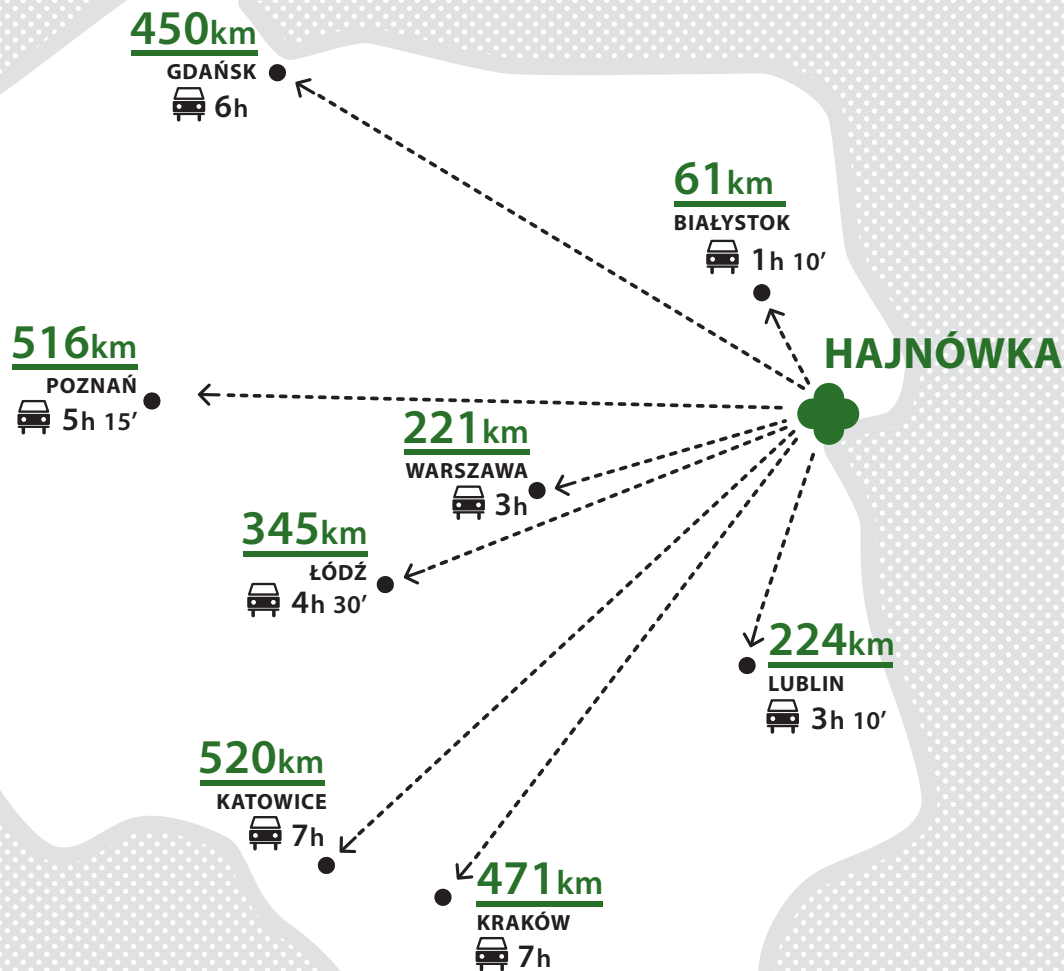 450km
GDAŃSK
6h
61km
BIAŁYSTOK
1h 10′
HAJNÓWKA
516km
POZNAŃ
5h 15′
221km
WARSZAWA
3h
345km
ŁÓDŹ
4h 30′
224km
LUBLIN
3h 10′
520km
KATOWICE
7h
471km
KRAKÓW
7h